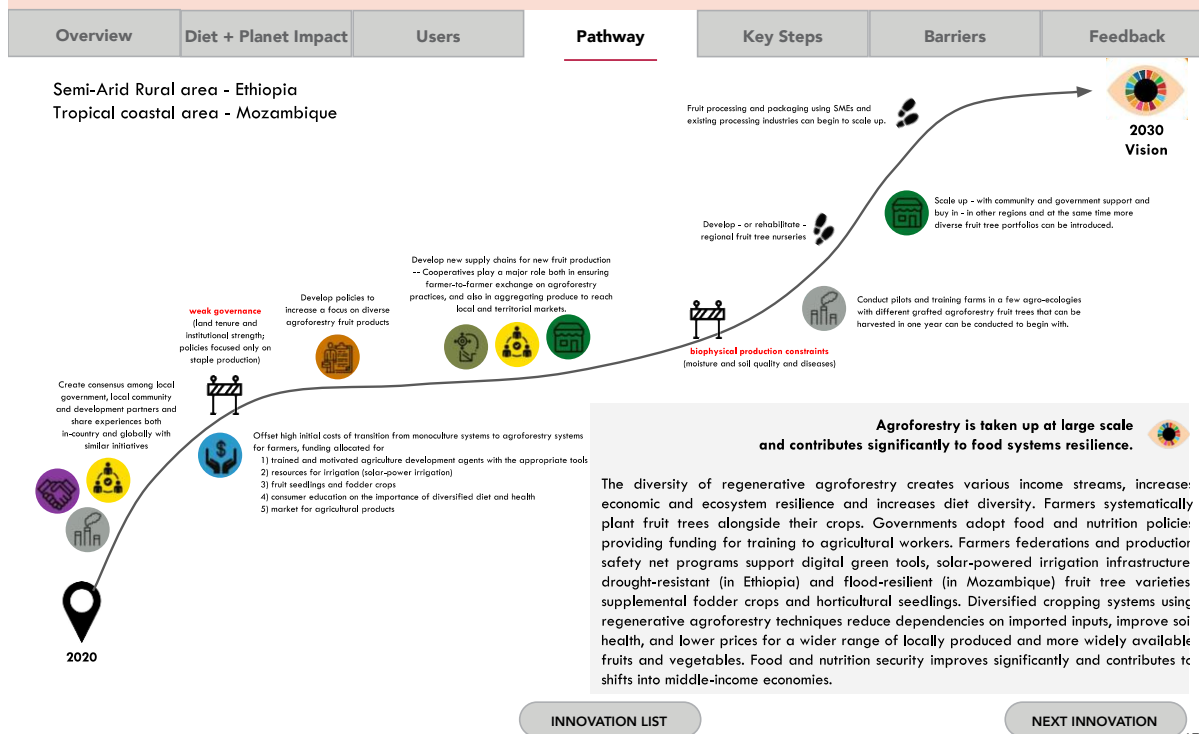 Overview
Diet + Planet Impact
Users
Pathway
Key Steps
Barriers
Feedback
Semi-Arid Rural area - Ethiopia
Tropical coastal area - Mozambique
Fruit processing and packaging using SMEs and
existing processing industries can begin to scale up.
2030
Vision
Scale up - with community and government support and
buy in - in other regions and at the same time more
diverse fruit tree portfolios can be introduced.
Develop - or rehabilitate -
regional fruit tree nurseries
Develop new supply chains for new fruit production
-- Cooperatives play a major role both in ensuring
farmer-to-farmer exchange on agroforestry
practices, and also in aggregating produce to reach
local and territorial markets.
Develop policies to
increase a focus on diverse
agroforestry fruit products
weak governance
(land tenure and
institutional strength;
policies focused only on
staple production)
Conduct pilots and training farms in a few agro-ecologies
with different grafted agroforestry fruit trees that can be
harvested in one year can be conducted to begin with.
biophysical production constraints
(moisture and soil quality and diseases)
Create consensus among local
government, local community
and development partners and
share experiences both
in-country and globally with
similar initiatives
Offset high initial costs of transition from monoculture systems to agroforestry systems
for farmers, funding allocated for
1) trained and motivated agriculture development agents with the appropriate tools
2) resources for irrigation (solar-power irrigation)
3) fruit seedlings and fodder crops
4) consumer education on the importance of diversified diet and health
5) market for agricultural products
2020
Agroforestry is taken up at large scale
and contributes significantly to food systems resilience.
The diversity of regenerative agroforestry creates various income streams, increases
economic and ecosystem resilience and increases diet diversity. Farmers systematically
plant fruit trees alongside their crops. Governments adopt food and nutrition policies
providing funding for training to agricultural workers. Farmers federations and production
safety net programs support digital green tools, solar-powered irrigation infrastructure
drought-resistant (in Ethiopia) and flood-resilient (in Mozambique) fruit tree varieties
supplemental fodder crops and horticultural seedlings. Diversified cropping systems using
regenerative agroforestry techniques reduce dependencies on imported inputs, improve soil
health, and lower prices for a wider range of locally produced and more widely available
fruits and vegetables. Food and nutrition security improves significantly and contributes to
shifts into middle-income economies.
INNOVATION LIST
NEXT INNOVATION